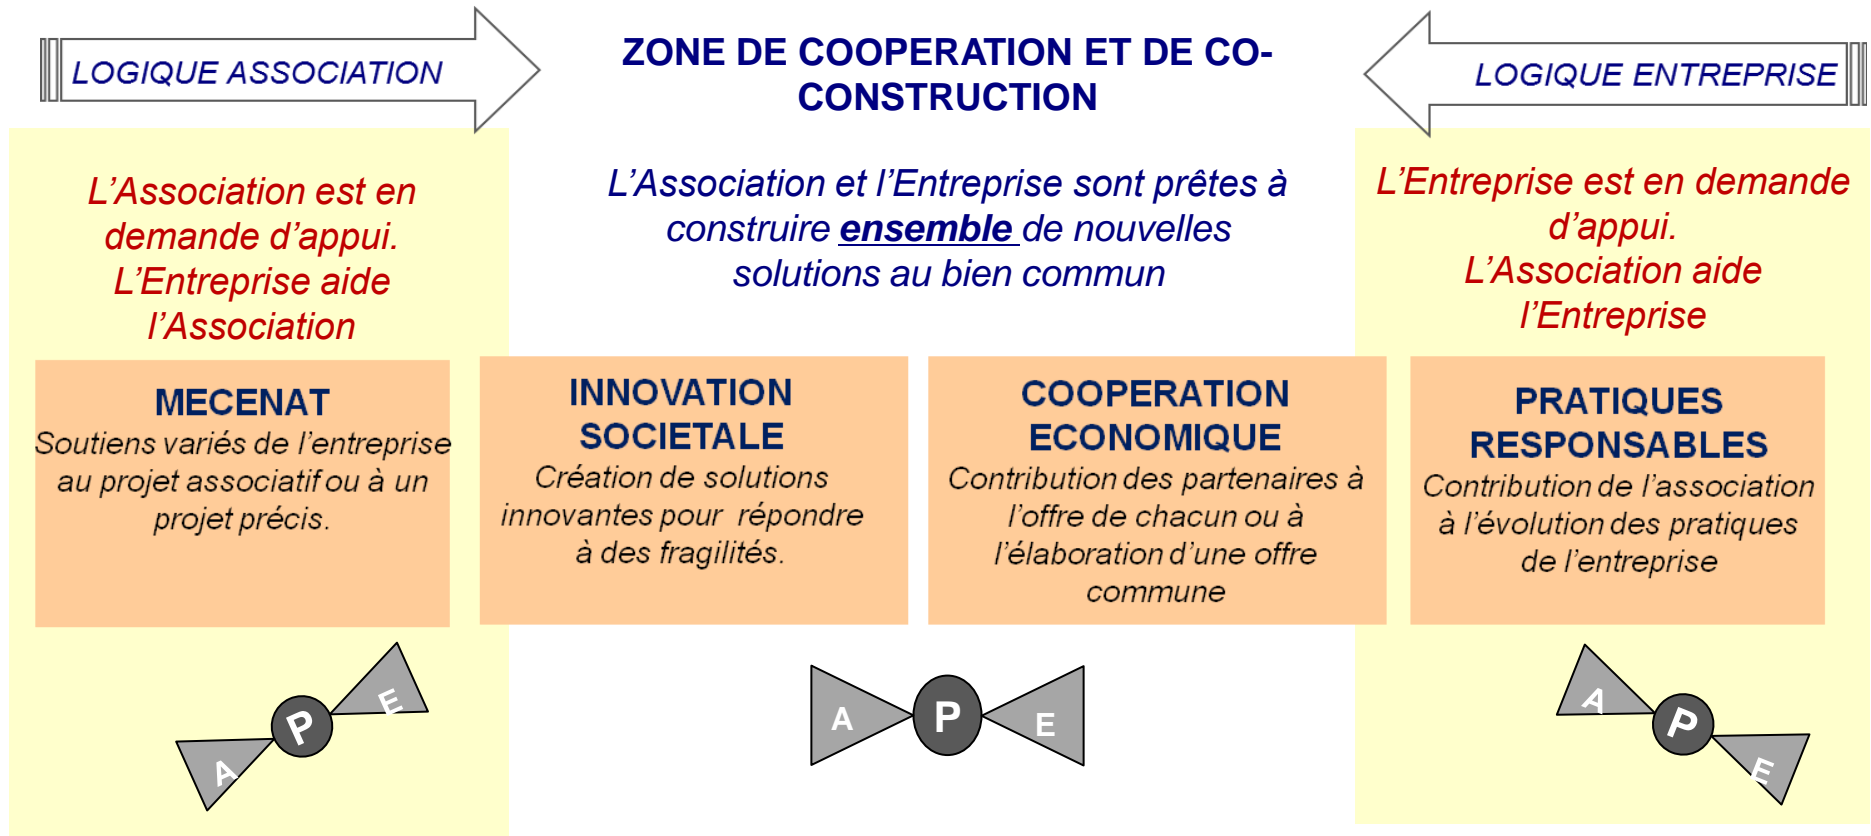 LOGIQUE ASSOCIATION
ZONE DE COOPERATION ET DE CO-
CONSTRUCTION
LOGIQUE ENTREPRISE
L’Association est en
demande d’appui.
L’Entreprise aide
l’Association
L’Association et l’Entreprise sont prêtes à
construire ensemble de nouvelles
solutions au bien commun
L’Entreprise est en demande
d’appui.
L’Association aide
l’Entreprise
MECENAT
Soutiens variés de l’entreprise
au projet associatif ou à un
projet précis.
INNOVATION
SOCIETALE
Création de solutions
innovantes pour répondre
à des fragilités.
COOPERATION
ECONOMIQUE
Contribution des partenaires à
l’offre de chacun ou à
l’élaboration d’une offre
commune
PRATIQUES
RESPONSABLES
Contribution de l’association
à l’évolution des pratiques
de l’entreprise
A P E
A P E
A P E